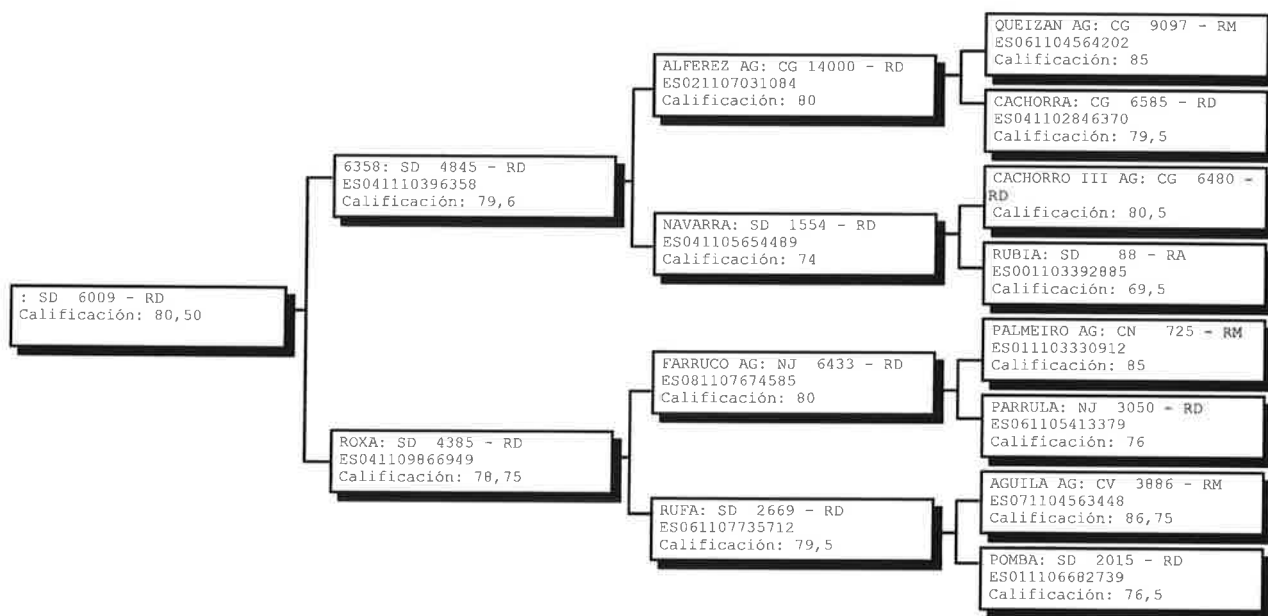 : SD 6009 - RD
Calificación: 80,50
6358: SD 4845 - RD
ES041110396358
Calificación: 79,6
ROXA: SD 4385 - RD
ES041109866949
Calificación: 78,75
ALFEREZ AG: CG 14000 - RD
ES021107031084
Calificación: 80
NAVARRA: SD 1554 - RD
ES041105654489
Calificación: 74
FARRUCO AG: NJ 6433 - RD
ES081107674585
Calificación: 80
RUFA: SD 2669 - RD
ES061107735712
Calificación: 79,5
QUEIZAN AG: CG 9097 - RM
ES061104564202
Calificación: 85
CACHORRA: CG 6585 - RD
ES041102846370
Calificación: 79,5
CACHORRO III AG: CG 6480 -
RD
Calificación: 80,5
RUBIA: SD 88 - RA
ES001103392885
Calificación: 69,5
PALMEIRO AG: CN 725 - RM
ES011103330912
Calificación: 85
PARRULA: NJ 3050 - RD
ES061105413379
Calificación: 76
AGUILA AG: CV 3886 - RM
ES071104563448
Calificación: 86,75
POMBA: SD 2015 - RD
ES011106682739
Calificación: 76,5